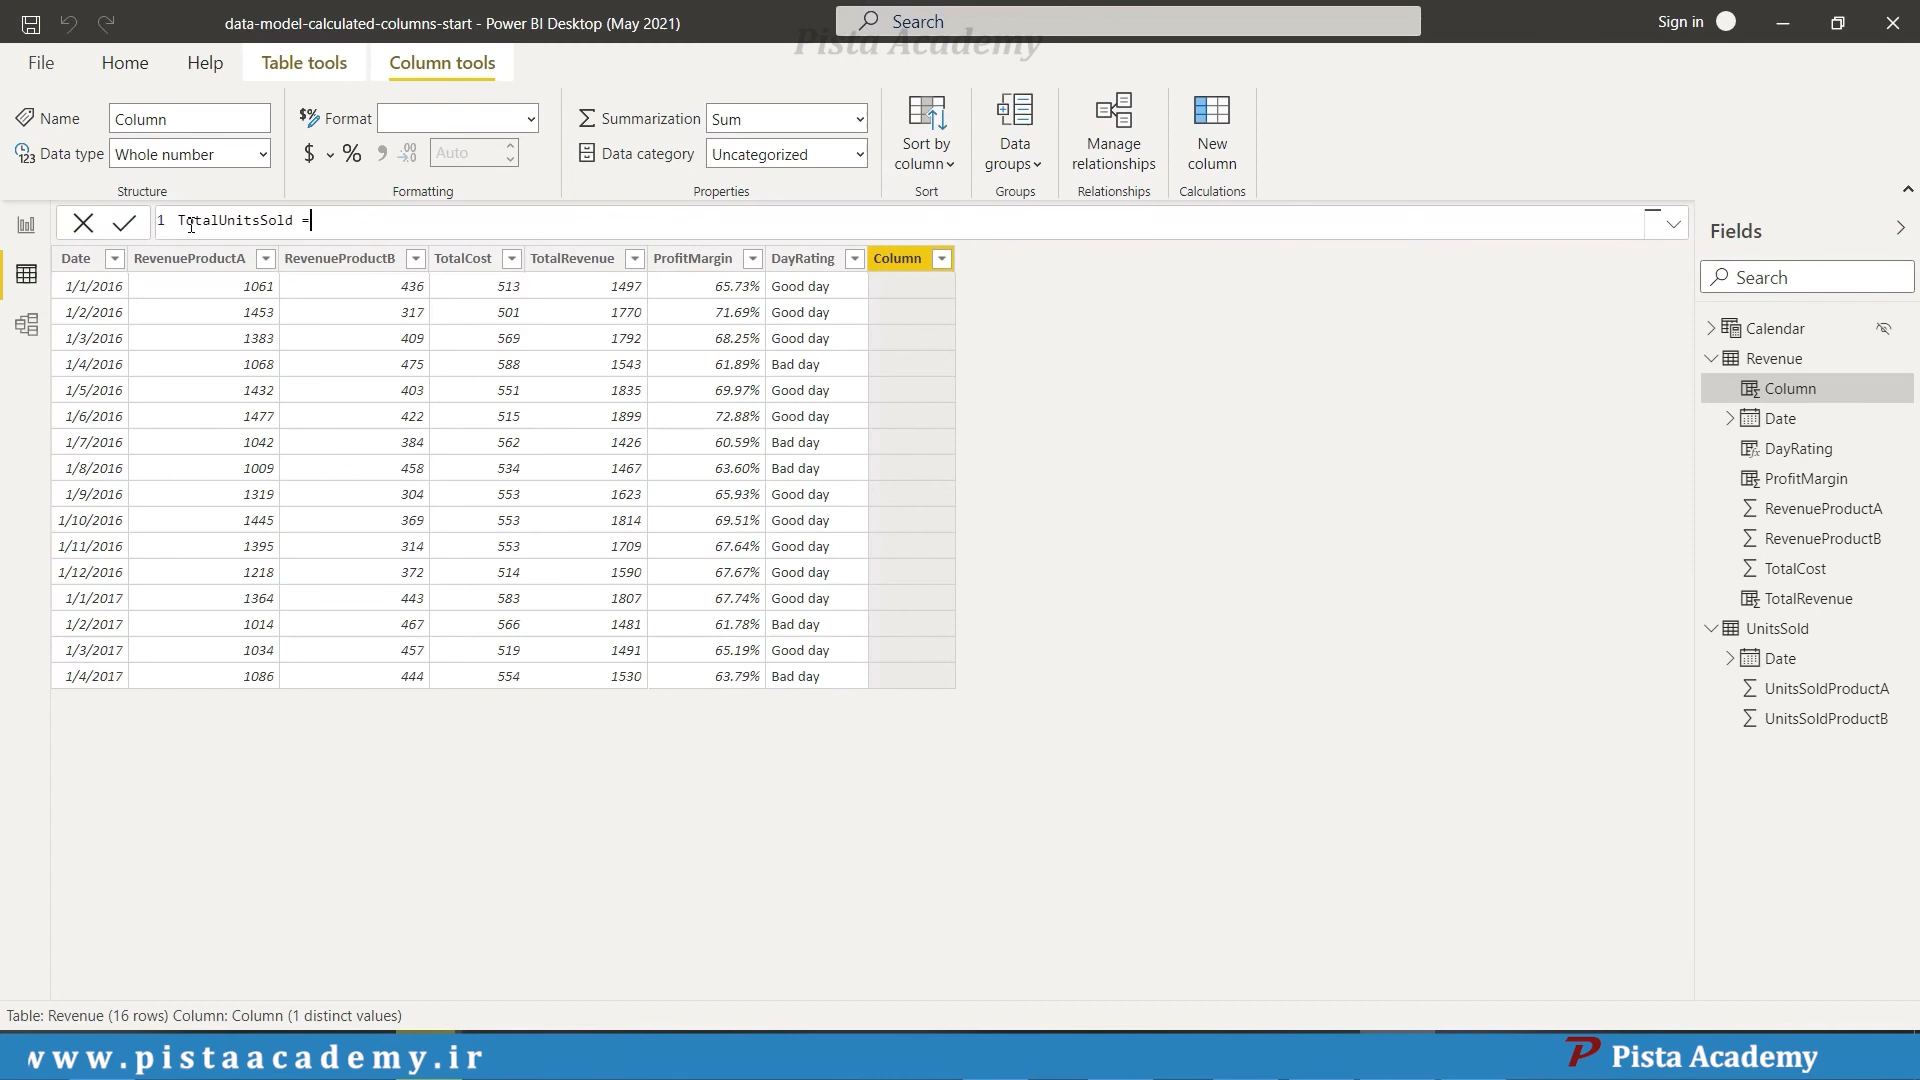 data-model-calculated-columns-start - Power BI Desktop (May 2021)
Search
Sign in
Pista Academy
File
Home
Help
Table tools
Column tools
Name
Column
Format
Summarization
Sum
Data type
Whole number
$
%
Auto
Data category
Uncategorized
Sort by column
Data groups
Manage relationships
New column
Structure
Formatting
Properties
Sort
Groups
Relationships
Calculations
1 TotalUnitsSold =
Date RevenueProductA RevenueProductB TotalCost TotalRevenue ProfitMargin DayRating Column
1/1/2016 1061 436 513 1497 65.73% Good day
1/2/2016 1453 317 501 1770 71.69% Good day
1/3/2016 1383 409 569 1792 68.25% Good day
1/4/2016 1068 475 588 1543 61.89% Bad day
1/5/2016 1432 403 551 1835 69.97% Good day
1/6/2016 1477 422 515 1899 72.88% Good day
1/7/2016 1042 384 562 1426 60.59% Bad day
1/8/2016 1009 458 534 1467 63.60% Bad day
1/9/2016 1319 304 553 1623 65.93% Good day
1/10/2016 1445 369 553 1814 69.51% Good day
1/11/2016 1395 314 553 1709 67.64% Good day
1/12/2016 1218 372 514 1590 67.67% Good day
1/1/2017 1364 443 583 1807 67.74% Good day
1/2/2017 1014 467 566 1481 61.78% Bad day
1/3/2017 1034 457 519 1491 65.19% Good day
1/4/2017 1086 444 554 1530 63.79% Bad day
Fields
Search
Calendar
Revenue
Column
Date
DayRating
ProfitMargin
RevenueProductA
RevenueProductB
TotalCost
TotalRevenue
UnitsSold
Date
UnitsSoldProductA
UnitsSoldProductB
Table: Revenue (16 rows) Column: Column (1 distinct values)
www.pistaacademy.ir
Pista Academy